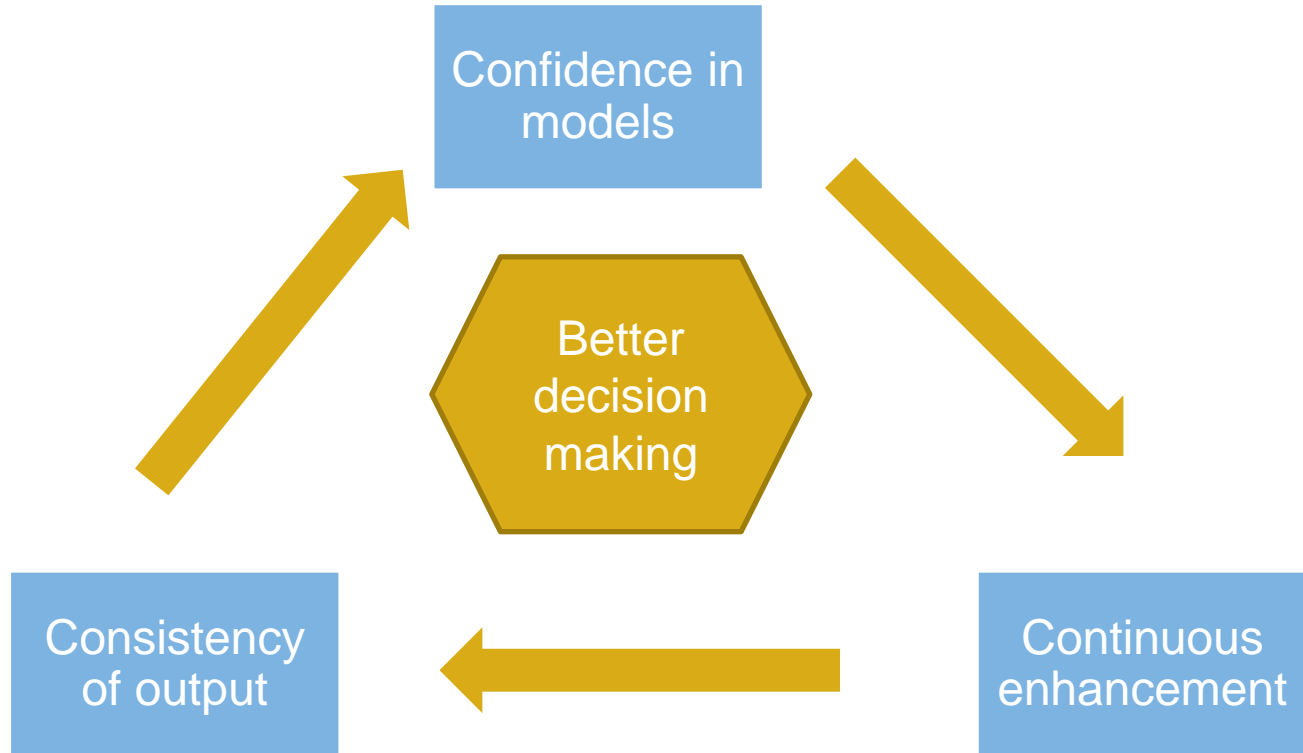 Confidence in
models
Better
decision
making
Consistency
of output
Continuous
enhancement